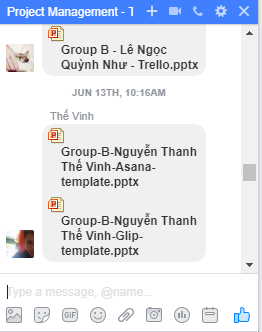 Project Management - T
Group B - Lê Ngọc
Quỳnh Như - Trello.pptx
JUN 13TH, 10:16AM
Thế Vinh
Group-B-Nguyễn Thanh
Thế Vinh-Asana-
template.pptx
Group-B-Nguyễn Thanh
Thế Vinh-Glip-
template.pptx
Type a message, @name...
GIF